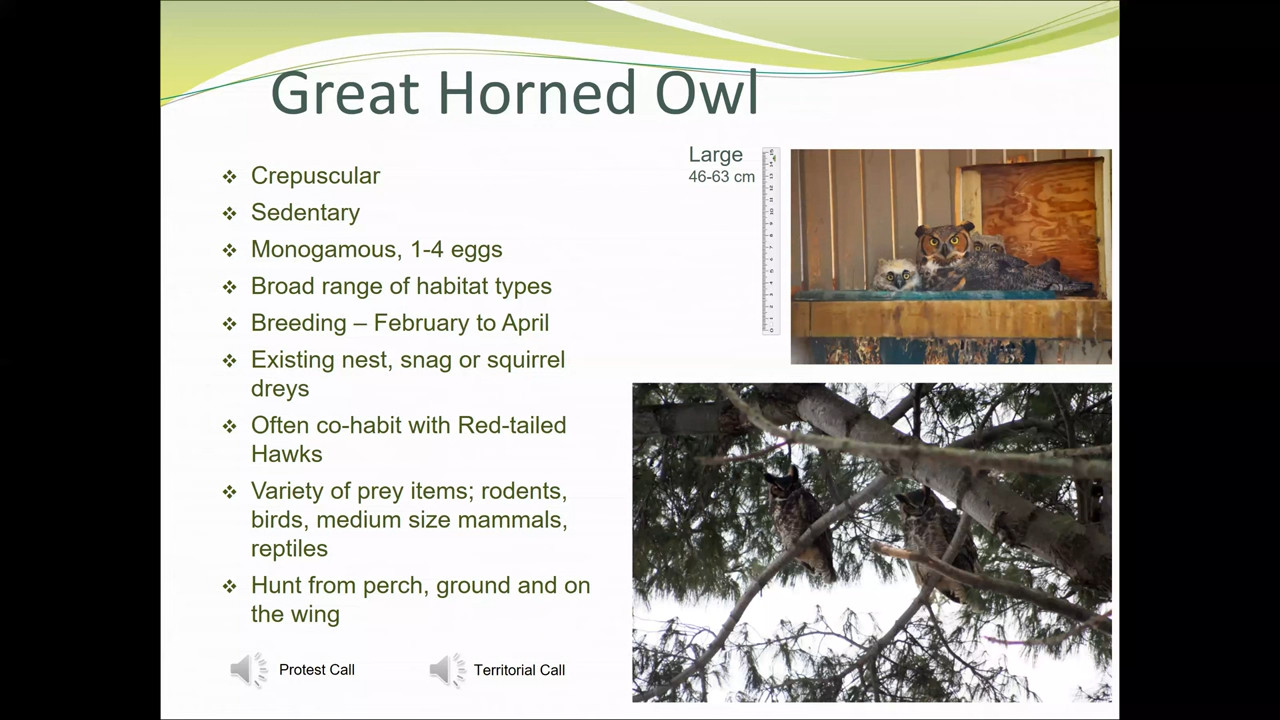 Great Horned Owl
Crepuscular
Sedentary
Monogamous, 1-4 eggs
Broad range of habitat types
Breeding – February to April
Existing nest, snag or squirrel
dreys
Often co-habit with Red-tailed
Hawks
Variety of prey items; rodents,
birds, medium size mammals,
reptiles
Hunt from perch, ground and on
the wing
Protest Call
Territorial Call
Large
46-63 cm